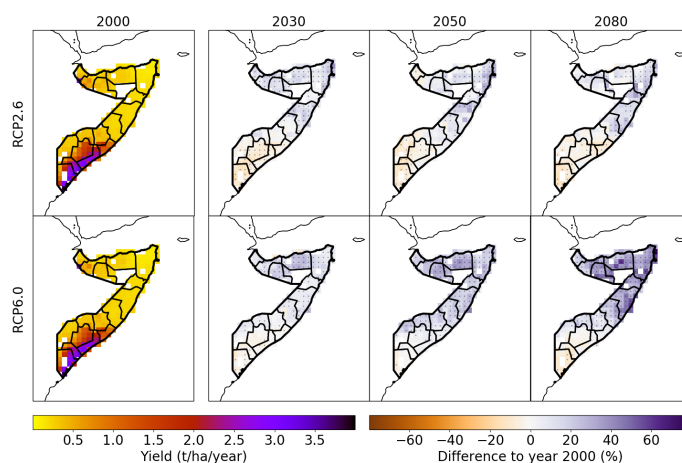 2000 2030 2050 2080
RCP2.6
RCP6.0
0.5 1.0 1.5 2.0 2.5 3.0 3.5
Yield (t/ha/year)
−60 −40 −20 0 20 40 60
Difference to year 2000 (%)